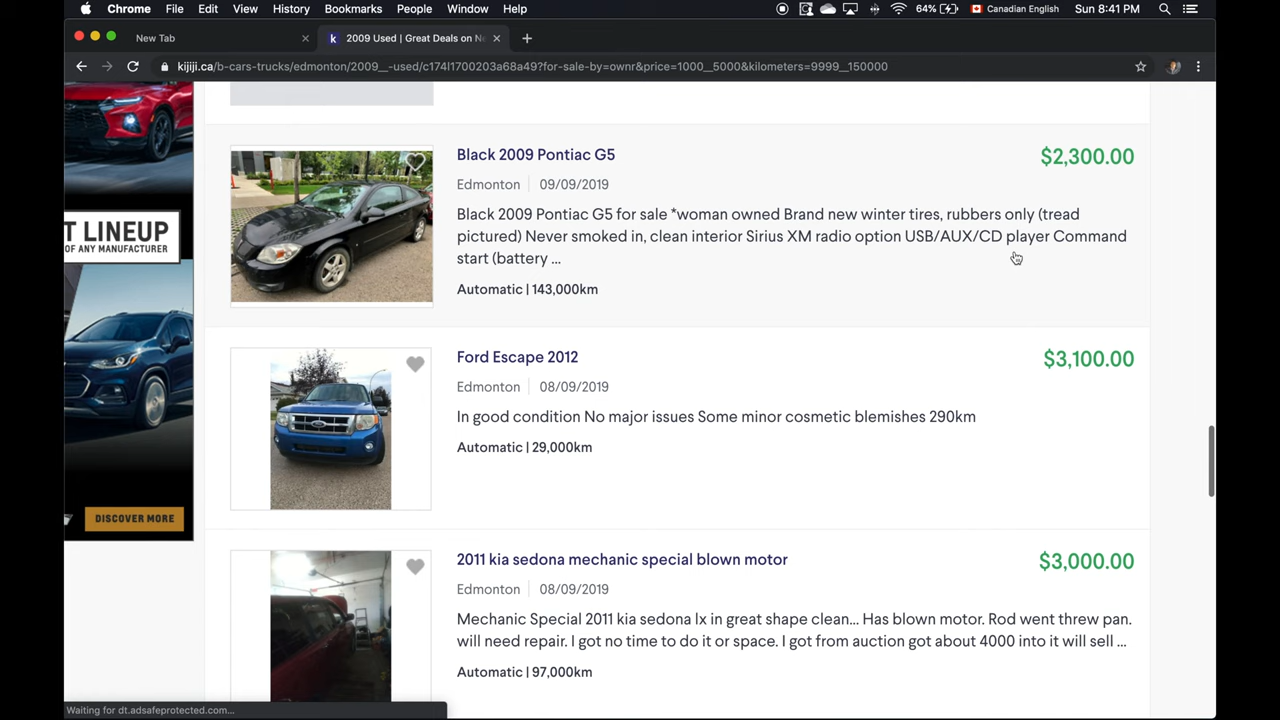 Chrome File Edit View History Bookmarks People Window Help 64% Canadian English Sun 8:41 PM
New Tab
k 2009 Used | Great Deals on Ne
kijiji.ca/b-cars-trucks/edmonton/2009__-used/c174l1700203a68a49?for-sale-by=ownr&price=1000__5000&kilometers=9999__150000
T LINEUP
OF ANY MANUFACTURER
DISCOVER MORE
Black 2009 Pontiac G5
$2,300.00
Edmonton | 09/09/2019
Black 2009 Pontiac G5 for sale *woman owned Brand new winter tires, rubbers only (tread
pictured) Never smoked in, clean interior Sirius XM radio option USB/AUX/CD player Command
start (battery ...
Automatic | 143,000km
Ford Escape 2012
$3,100.00
Edmonton | 08/09/2019
In good condition No major issues Some minor cosmetic blemishes 290km
Automatic | 29,000km
2011 kia sedona mechanic special blown motor
$3,000.00
Edmonton | 08/09/2019
Mechanic Special 2011 kia sedona lx in great shape clean... Has blown motor. Rod went threw pan.
will need repair. I got no time to do it or space. I got from auction got about 4000 into it will sell ...
Automatic | 97,000km
Waiting for dt.adsafeprotected.com...